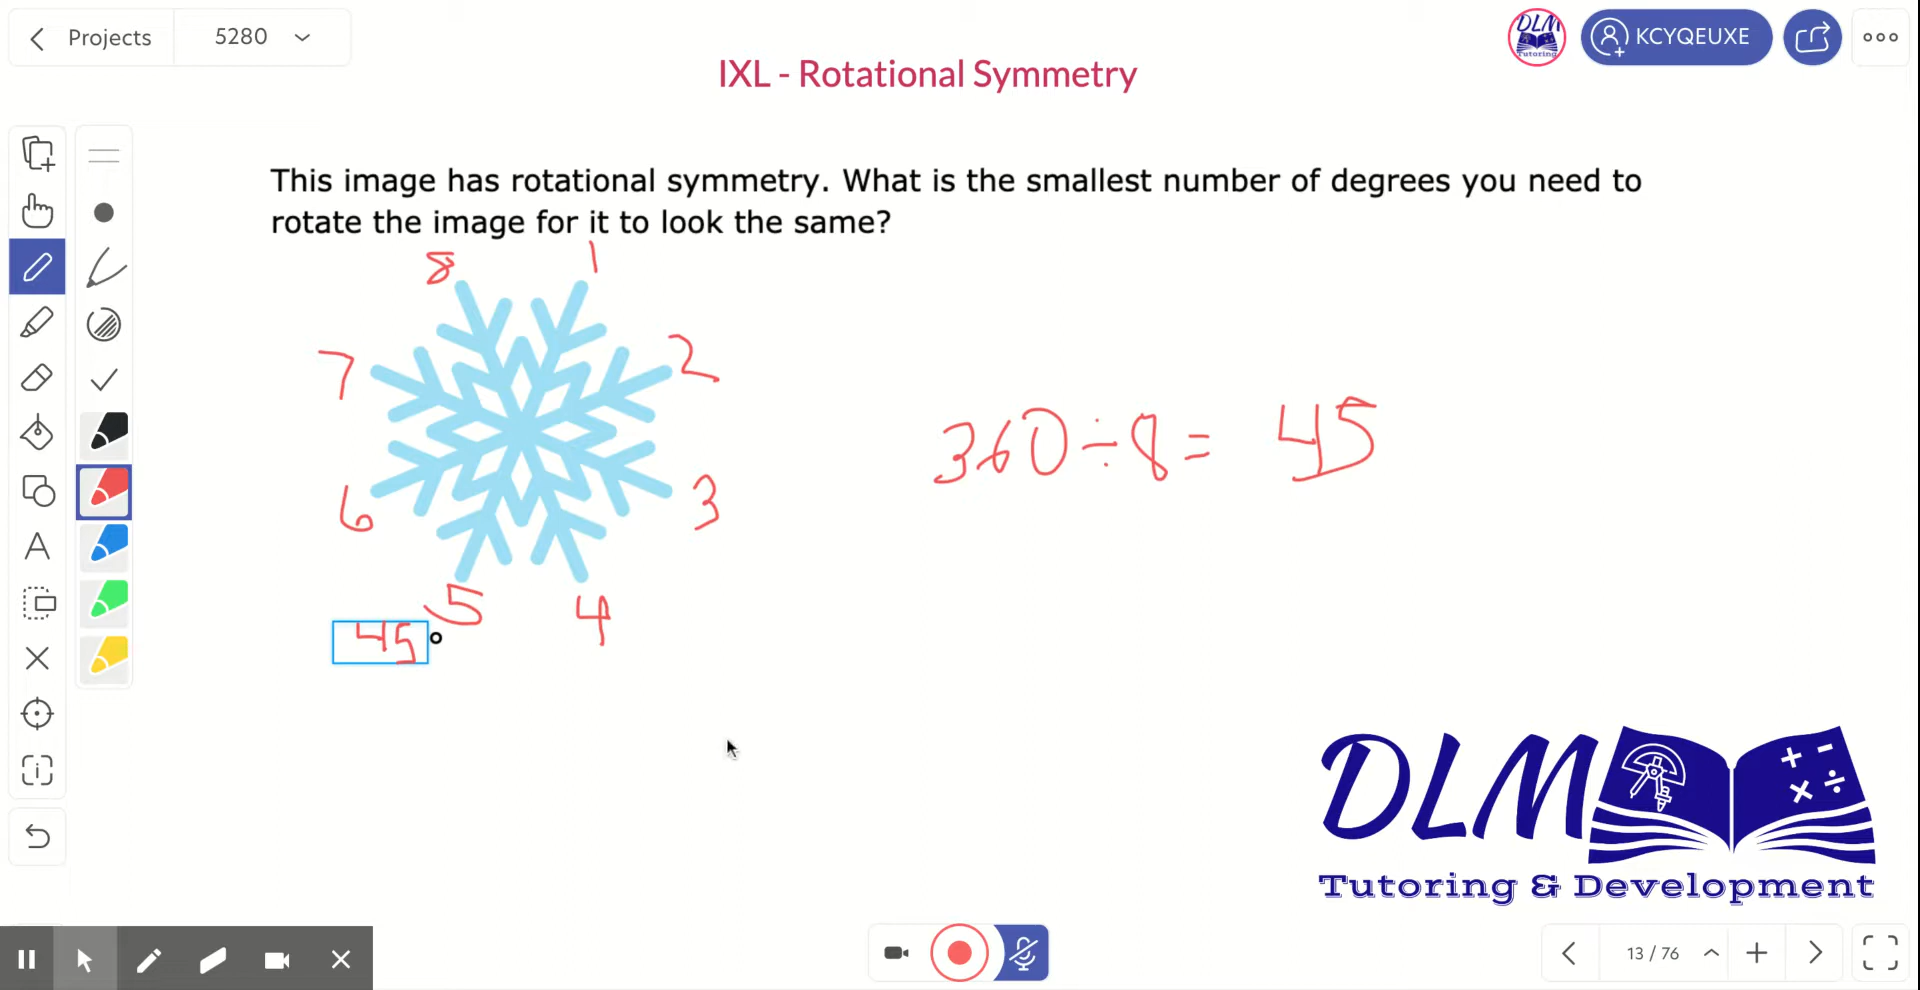 Projects
5280
DLM
Tutoring
KCYQEUXE
IXL - Rotational Symmetry
This image has rotational symmetry. What is the smallest number of degrees you need to
rotate the image for it to look the same?
8
1
7
2
6
3
5
4
360÷8= 45
45°
A
DLM
Tutoring & Development
13 / 76